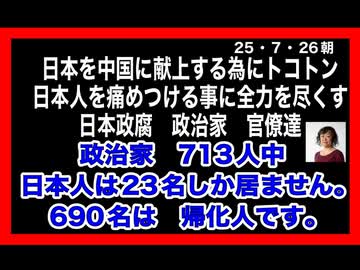 25・7・26朝
日本を中国に献上する為にトコトン
日本人を痛めつける事に全力を尽くす
日本政腐 政治家 官僚達
政治家 713人中
日本人は23名しか居ません。
690名は 帰化人です。